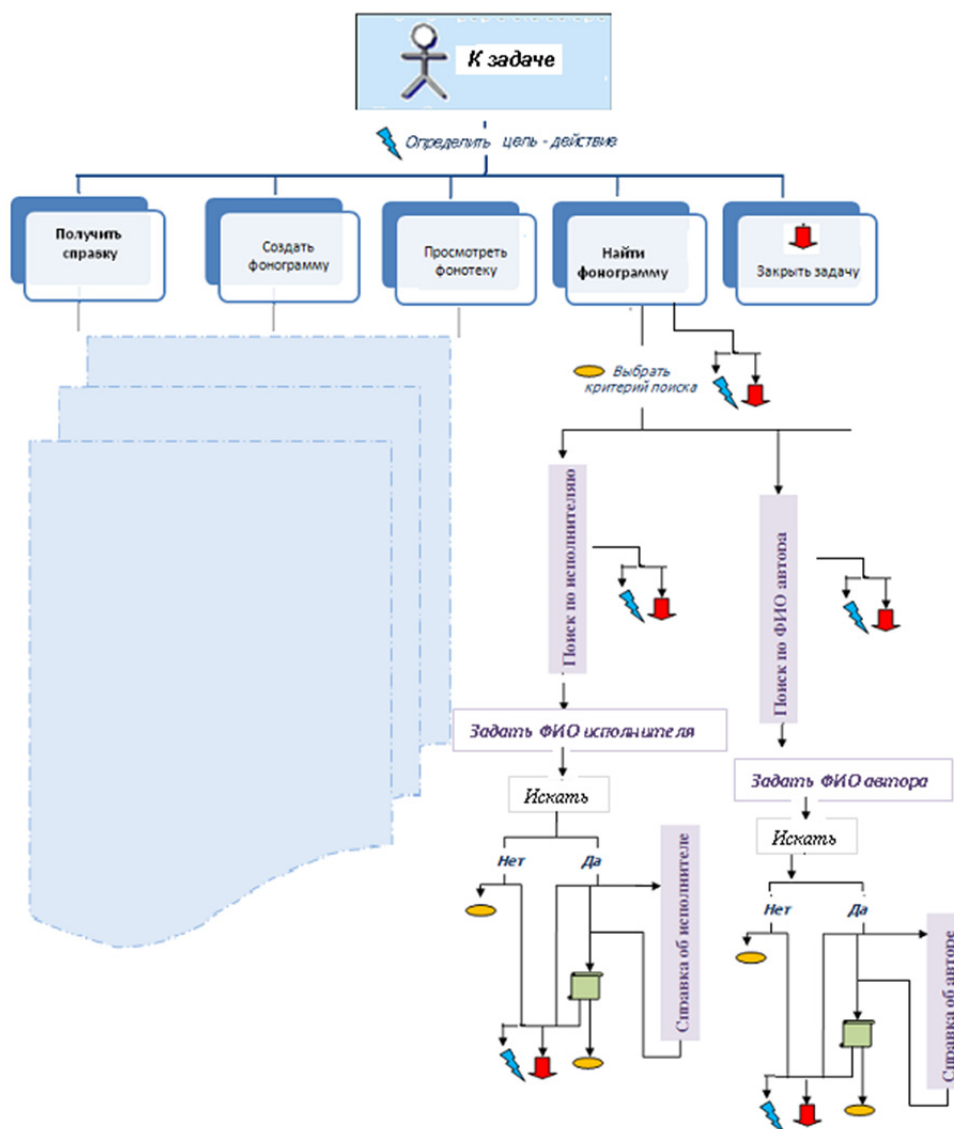 К задаче
Определить цель - действие
Получить
справку
Создать
фонограмму
Просмотреть
фонотеку
Найти
фонограмму
Закрыть задачу
Выбрать
критерий поиска
Поиск по исполнителяю
Поиск по ФИО автора
Задать ФИО исполнителя
Задать ФИО автора
Искать
Искать
Нет
Да
Нет
Да
Справка об исполнителе
Справка об авторе